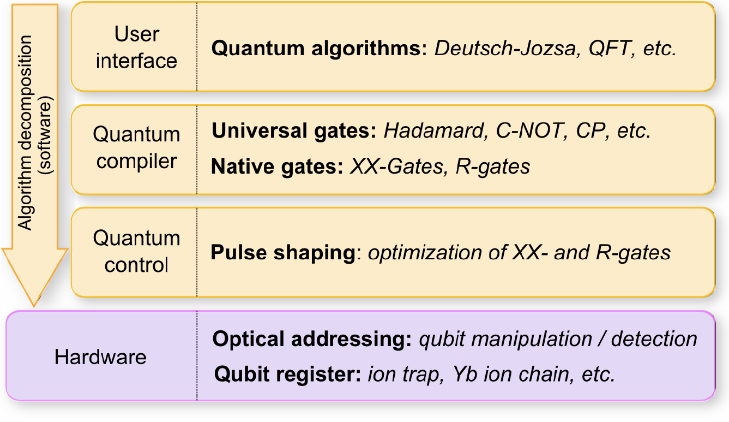 Algorithm decomposition
(software)
User
interface
Quantum algorithms: Deutsch-Jozsa, QFT, etc.
Quantum
compiler
Universal gates: Hadamard, C-NOT, CP, etc.
Native gates: XX-Gates, R-gates
Quantum
control
Pulse shaping: optimization of XX- and R-gates
Hardware
Optical addressing: qubit manipulation / detection
Qubit register: ion trap, Yb ion chain, etc.